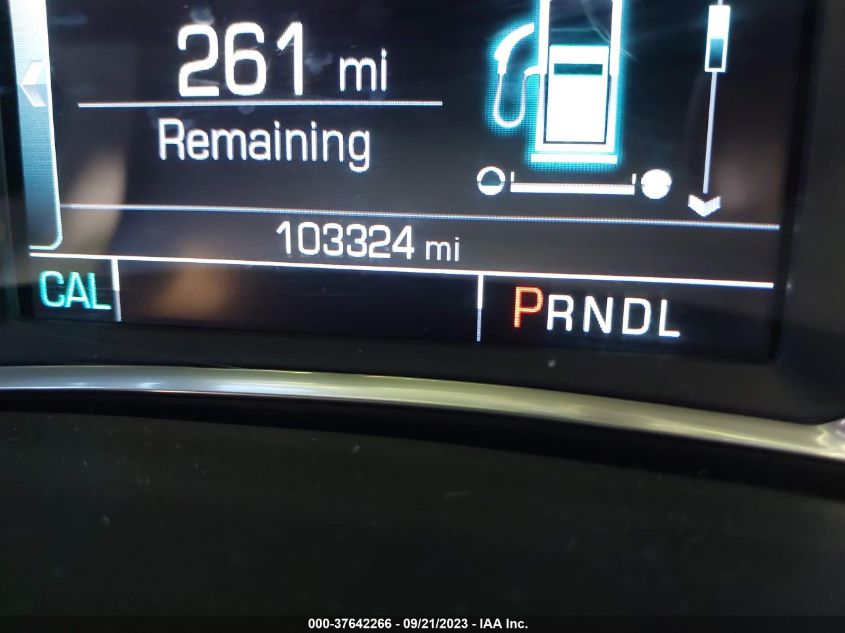 261 mi
Remaining
103324 mi
CAL
PRNDL
000-37642266 - 09/21/2023 - IAA Inc.